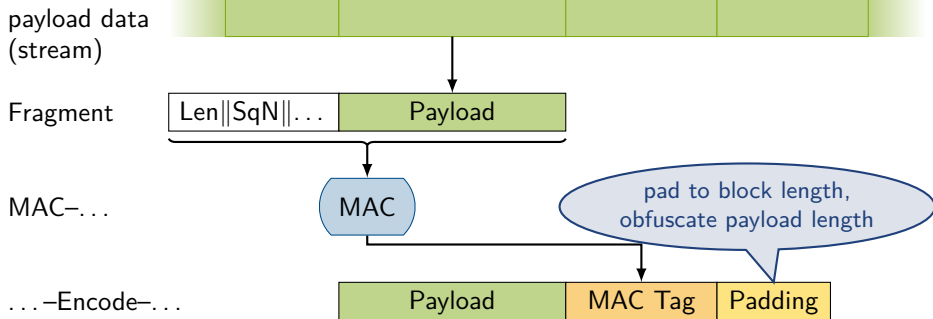 payload data
(stream)
Fragment
Len‖SqN‖...
Payload
MAC–...
MAC
pad to block length,
obfuscate payload length
...–Encode–...
Payload
MAC Tag
Padding